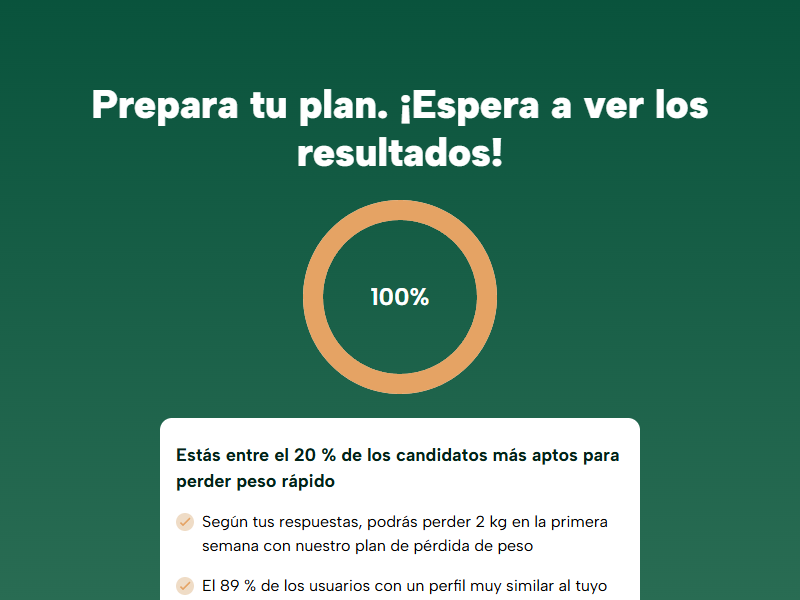 Prepara tu plan. ¡Espera a ver los
resultados!
100%
Estás entre el 20 % de los candidatos más aptos para
perder peso rápido
Según tus respuestas, podrás perder 2 kg en la primera
semana con nuestro plan de pérdida de peso
El 89 % de los usuarios con un perfil muy similar al tuyo